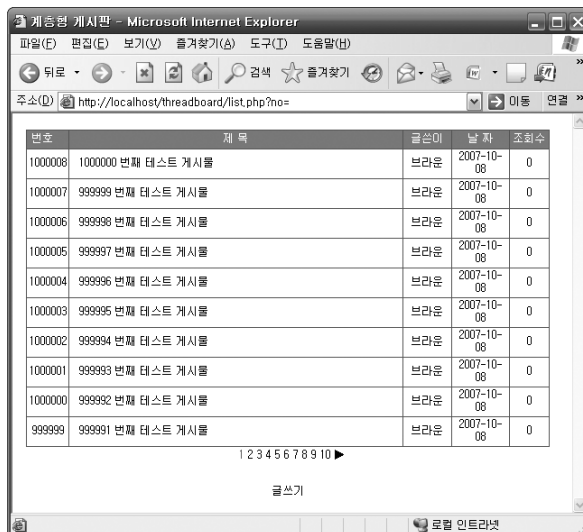 계층형 게시판 - Microsoft Internet Explorer
파일(F) 편집(E) 보기(V) 즐겨찾기(A) 도구(T) 도움말(H)
뒤로 검색 즐겨찾기
주소(D) http://localhost/threadboard/list.php?no= 이동 연결 »
번호 제 목 글쓴이 날 짜 조회수
1000008 1000000 번째 테스트 게시물 브라운 2007-10-08 0
1000007 999999 번째 테스트 게시물 브라운 2007-10-08 0
1000006 999998 번째 테스트 게시물 브라운 2007-10-08 0
1000005 999997 번째 테스트 게시물 브라운 2007-10-08 0
1000004 999996 번째 테스트 게시물 브라운 2007-10-08 0
1000003 999995 번째 테스트 게시물 브라운 2007-10-08 0
1000002 999994 번째 테스트 게시물 브라운 2007-10-08 0
1000001 999993 번째 테스트 게시물 브라운 2007-10-08 0
1000000 999992 번째 테스트 게시물 브라운 2007-10-08 0
999999 999991 번째 테스트 게시물 브라운 2007-10-08 0
1 2 3 4 5 6 7 8 9 10 ▶
글쓰기
로컬 인트라넷